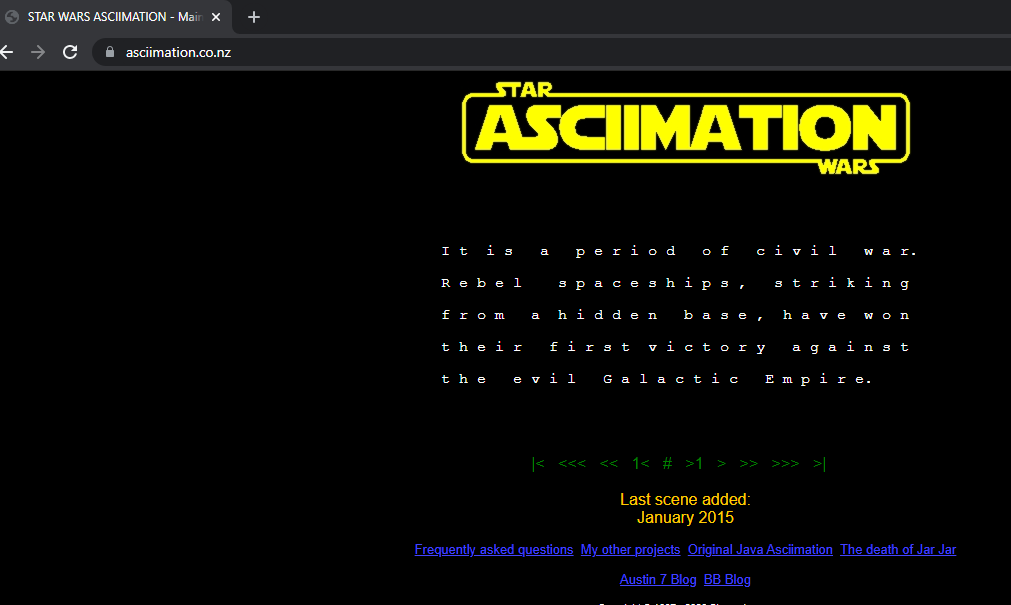 STAR WARS ASCIIMATION - Main
asciimation.co.nz
STAR
ASCIIMATION
WARS
It is a period of civil war.
Rebel spaceships, striking
from a hidden base, have won
their first victory against
the evil Galactic Empire.
|< <<< << 1< # >1 > >> >>> >|
Last scene added:
January 2015
Frequently asked questions My other projects Original Java Asciimation The death of Jar Jar
Austin 7 Blog BB Blog